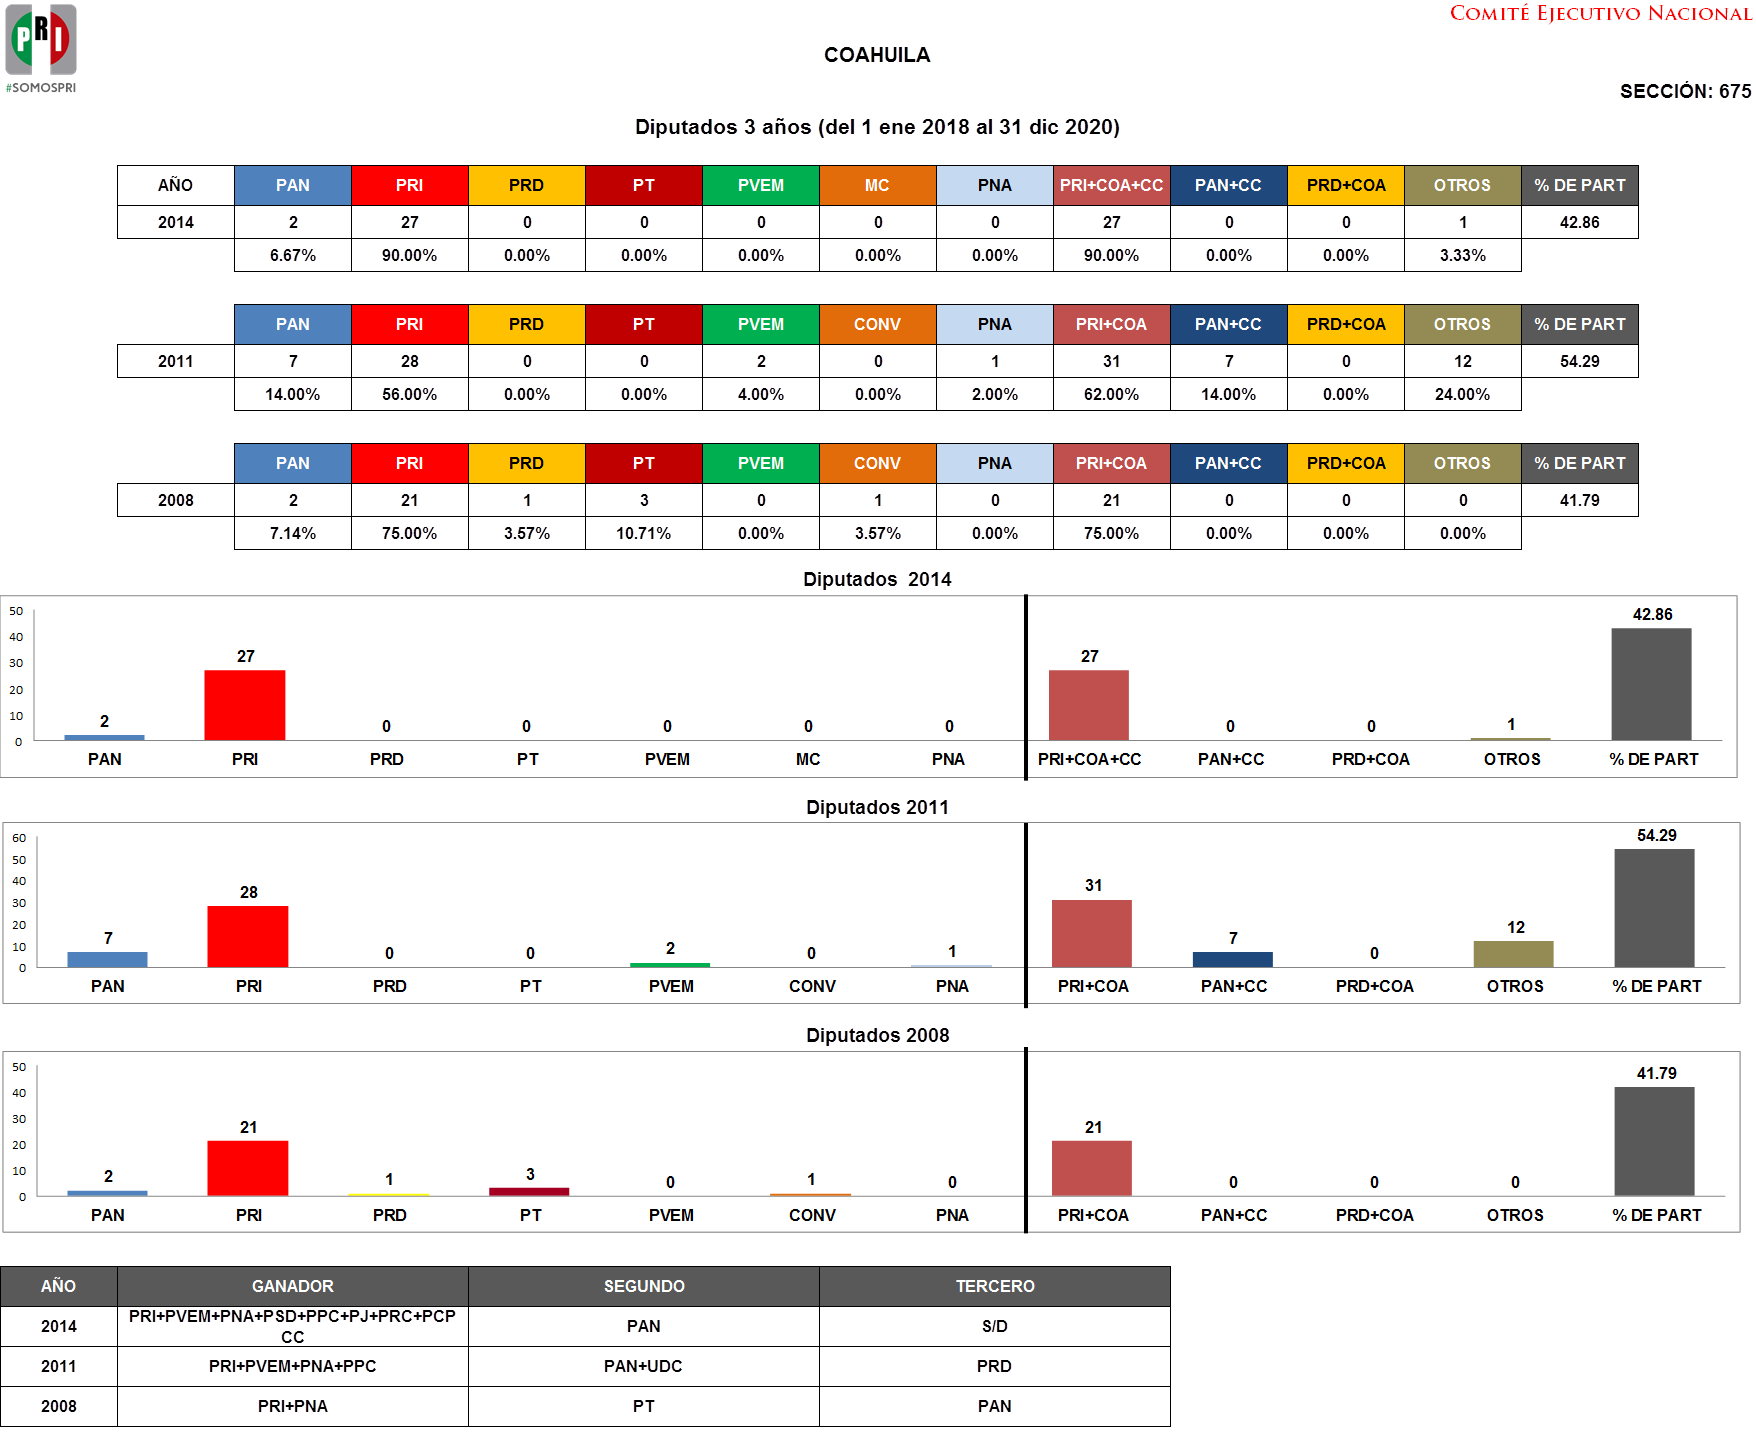 COMITÉ EJECUTIVO NACIONAL
PRI
#SOMOSPRI
COAHUILA
SECCIÓN: 675
Diputados 3 años (del 1 ene 2018 al 31 dic 2020)
AÑO PAN PRI PRD PT PVEM MC PNA PRI+COA+CC PAN+CC PRD+COA OTROS % DE PART
2014 2 27 0 0 0 0 0 27 0 0 1 42.86
6.67% 90.00% 0.00% 0.00% 0.00% 0.00% 0.00% 90.00% 0.00% 0.00% 3.33%
PAN PRI PRD PT PVEM CONV PNA PRI+COA PAN+CC PRD+COA OTROS % DE PART
2011 7 28 0 0 2 0 1 31 7 0 12 54.29
14.00% 56.00% 0.00% 0.00% 4.00% 0.00% 2.00% 62.00% 14.00% 0.00% 24.00%
PAN PRI PRD PT PVEM CONV PNA PRI+COA PAN+CC PRD+COA OTROS % DE PART
2008 2 21 1 3 0 1 0 21 0 0 0 41.79
7.14% 75.00% 3.57% 10.71% 0.00% 3.57% 0.00% 75.00% 0.00% 0.00% 0.00%
Diputados 2014
50
40
30
20
10
0
2 27 0 0 0 0 0 27 0 0 1 42.86
PAN PRI PRD PT PVEM MC PNA PRI+COA+CC PAN+CC PRD+COA OTROS % DE PART
Diputados 2011
60
50
40
30
20
10
0
7 28 0 0 2 0 1 31 7 0 12 54.29
PAN PRI PRD PT PVEM CONV PNA PRI+COA PAN+CC PRD+COA OTROS % DE PART
Diputados 2008
50
40
30
20
10
0
2 21 1 3 0 1 0 21 0 0 0 41.79
PAN PRI PRD PT PVEM CONV PNA PRI+COA PAN+CC PRD+COA OTROS % DE PART
AÑO GANADOR SEGUNDO TERCERO
2014 PRI+PVEM+PNA+PSD+PPC+PJ+PRC+PCP CC PAN S/D
2011 PRI+PVEM+PNA+PPC PAN+UDC PRD
2008 PRI+PNA PT PAN